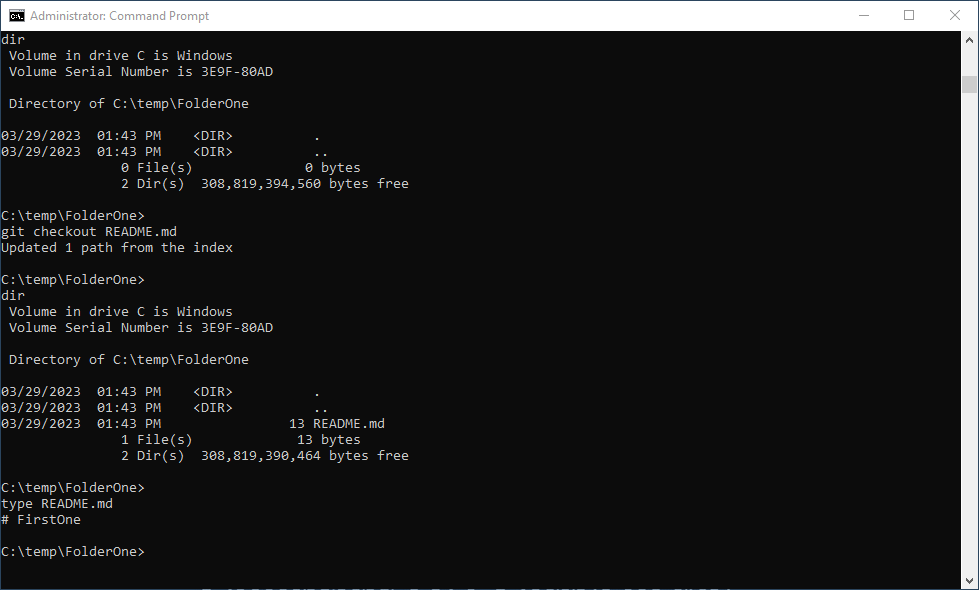 Administrator: Command Prompt
dir
 Volume in drive C is Windows
 Volume Serial Number is 3E9F-80AD
 Directory of C:\temp\FolderOne
03/29/2023  01:43 PM    <DIR>          .
03/29/2023  01:43 PM    <DIR>          ..
               0 File(s)              0 bytes
               2 Dir(s)  308,819,394,560 bytes free
C:\temp\FolderOne>
git checkout README.md
Updated 1 path from the index
C:\temp\FolderOne>
dir
 Volume in drive C is Windows
 Volume Serial Number is 3E9F-80AD
 Directory of C:\temp\FolderOne
03/29/2023  01:43 PM    <DIR>          .
03/29/2023  01:43 PM    <DIR>          ..
03/29/2023  01:43 PM                13 README.md
               1 File(s)             13 bytes
               2 Dir(s)  308,819,390,464 bytes free
C:\temp\FolderOne>
type README.md
# FirstOne
C:\temp\FolderOne>